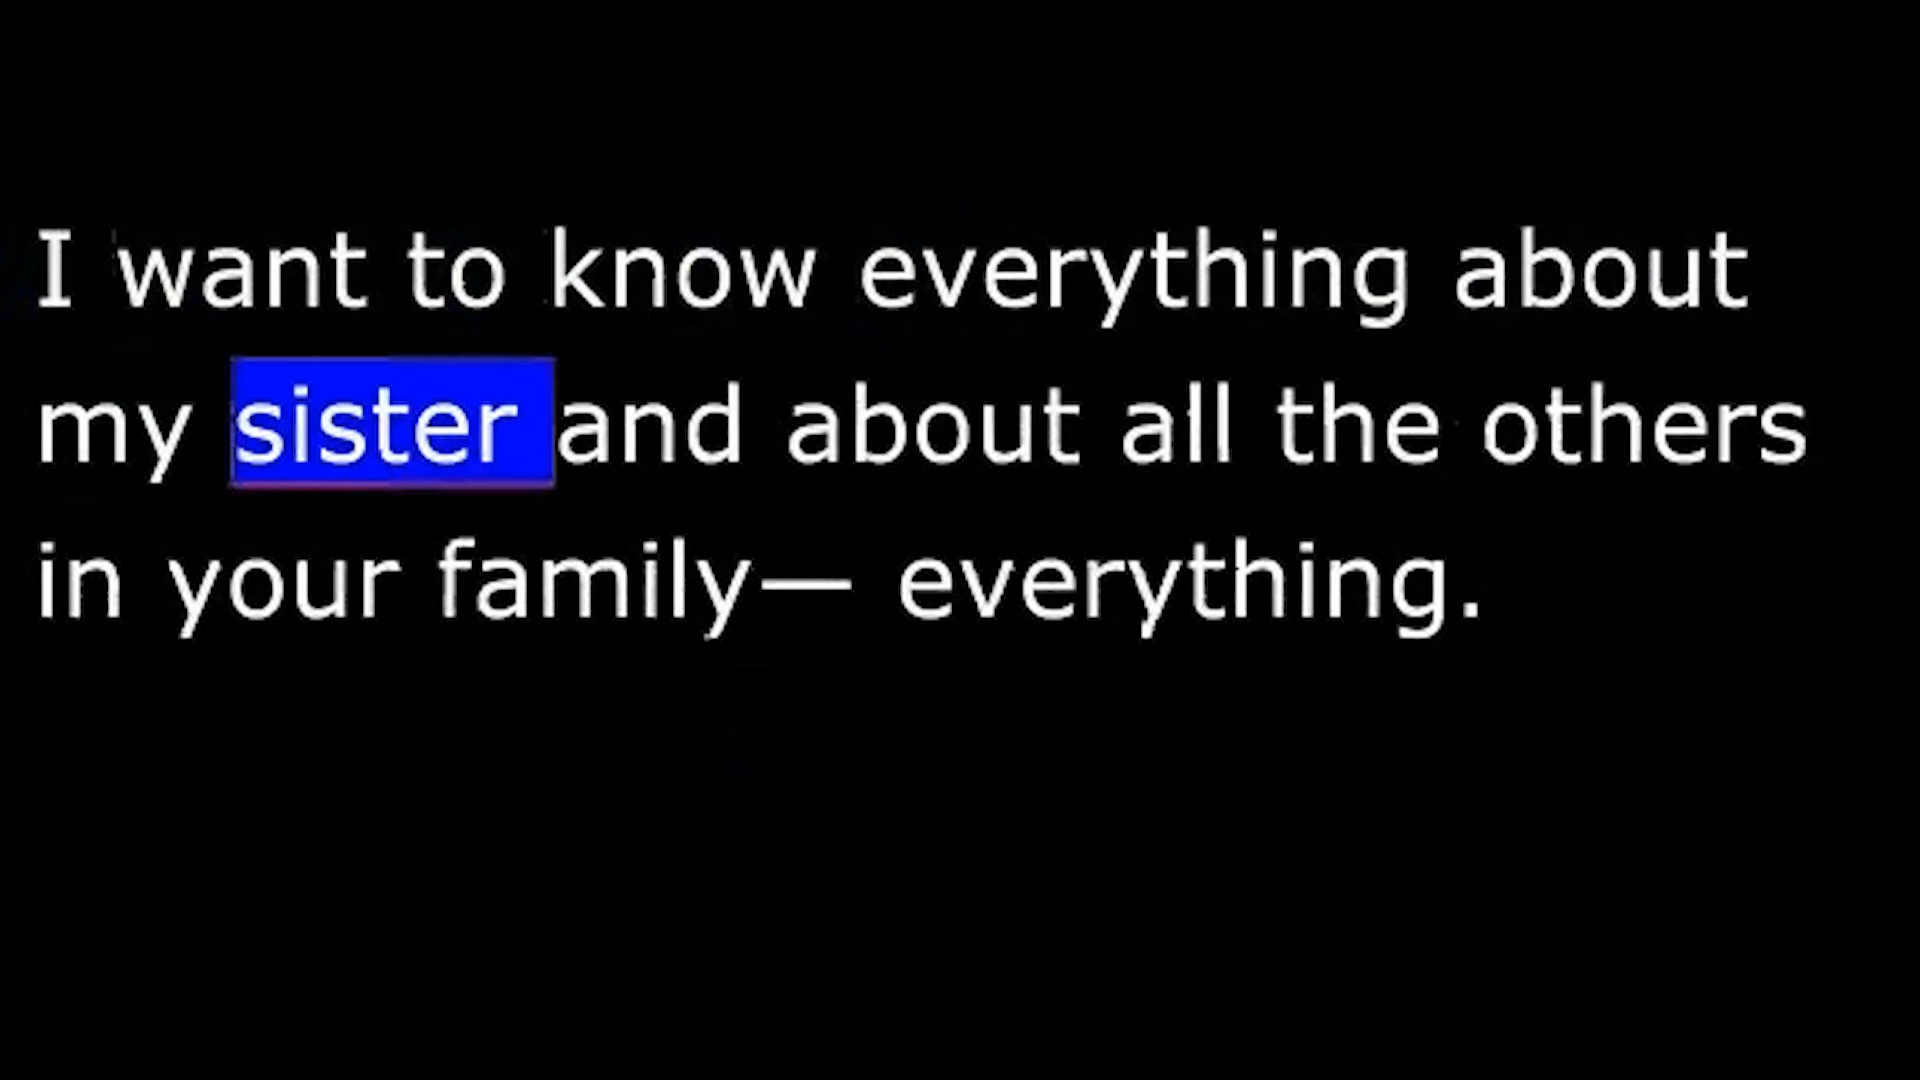 I want to know everything about
my sister and about all the others
in your family— everything.